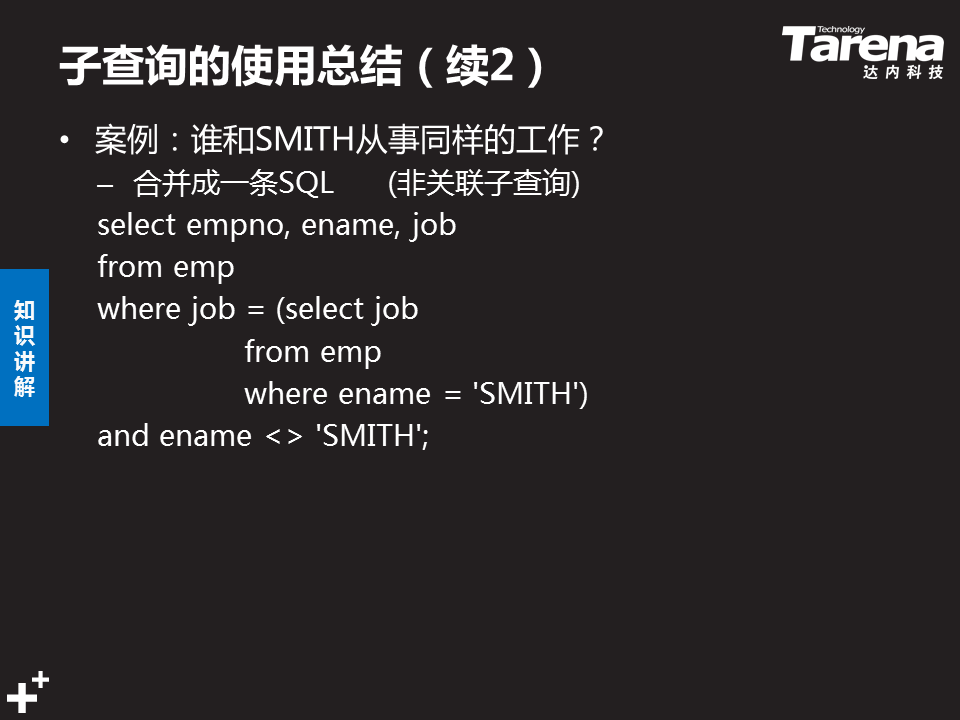 子查询的使用总结（续2）
Technology
Tarena
达内科技
• 案例：谁和SMITH从事同样的工作？
– 合并成一条SQL (非关联子查询)
select empno, ename, job
from emp
where job = (select job
from emp
where ename = 'SMITH')
and ename <> 'SMITH';
知
识
讲
解